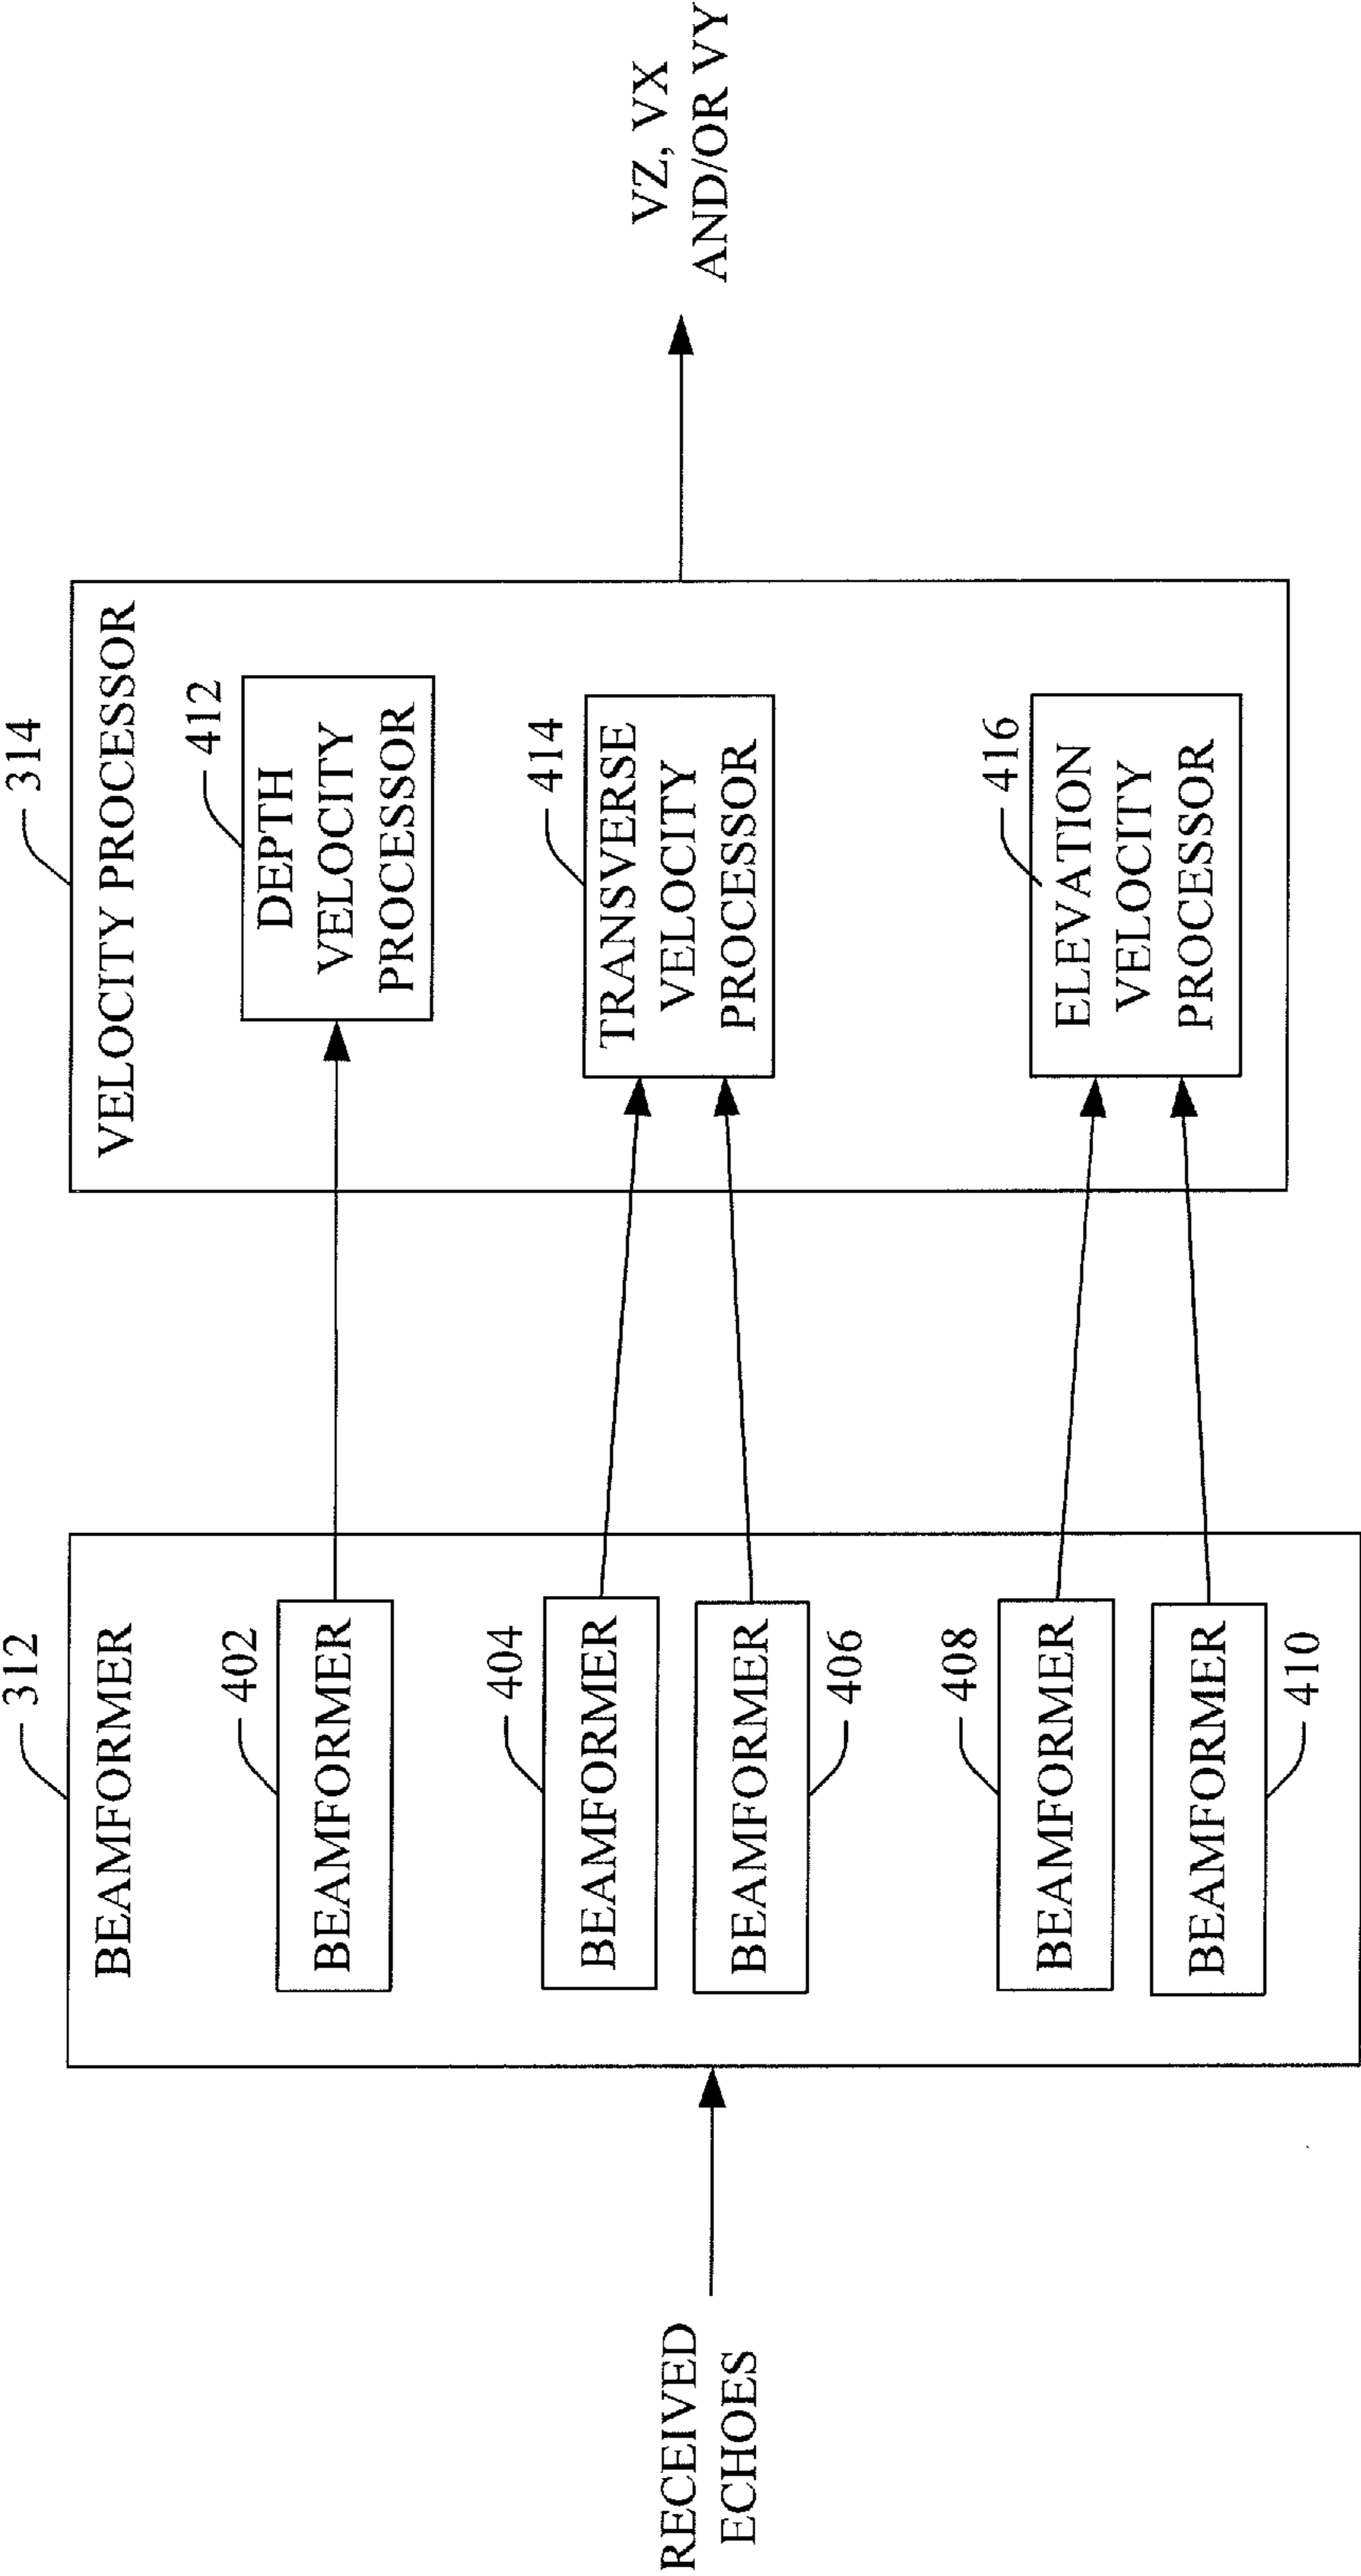 RECEIVED
ECHOES
312
BEAMFORMER
402
BEAMFORMER
404
BEAMFORMER
BEAMFORMER
406
408
BEAMFORMER
BEAMFORMER
410
314
VELOCITY PROCESSOR
412
DEPTH
VELOCITY
PROCESSOR
414
TRANSVERSE
VELOCITY
PROCESSOR
416
ELEVATION
VELOCITY
PROCESSOR
VZ, VX
AND/OR VY